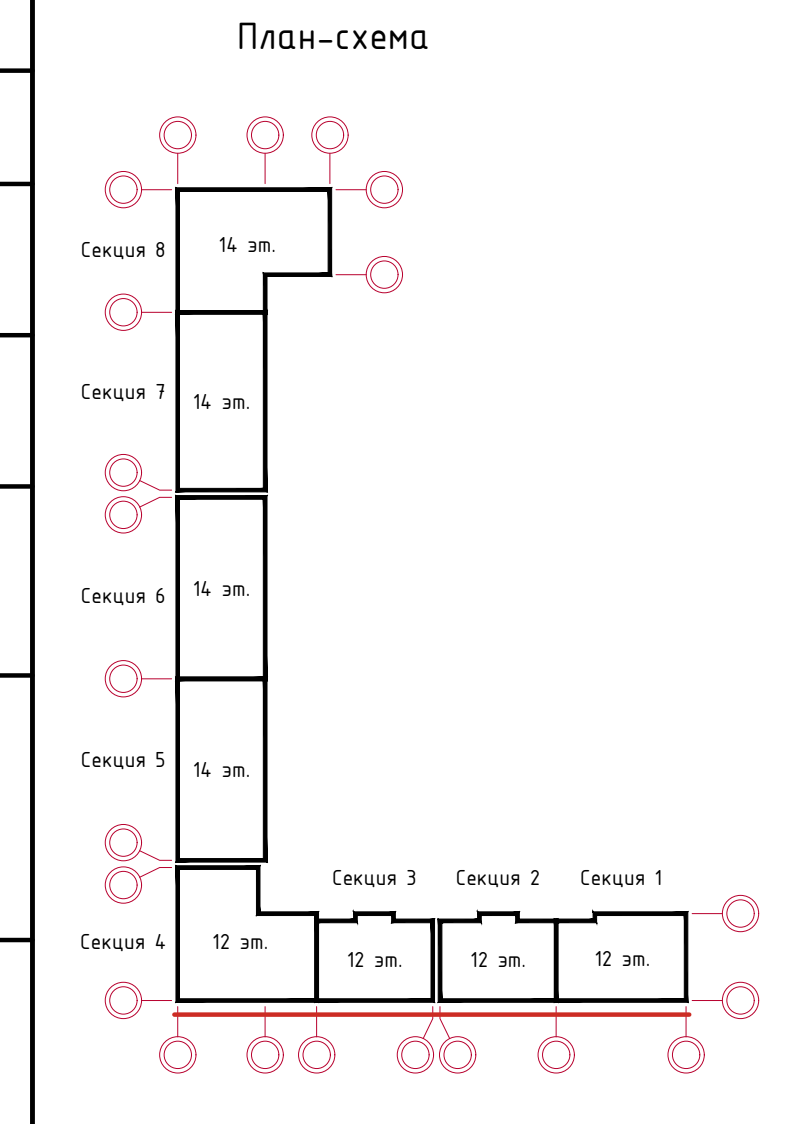 План-схема
Секция 8
14 эт.
Секция 7
14 эт.
Секция 6
14 эт.
Секция 5
14 эт.
Секция 3
Секция 2
Секция 1
Секция 4
12 эт.
12 эт.
12 эт.
12 эт.